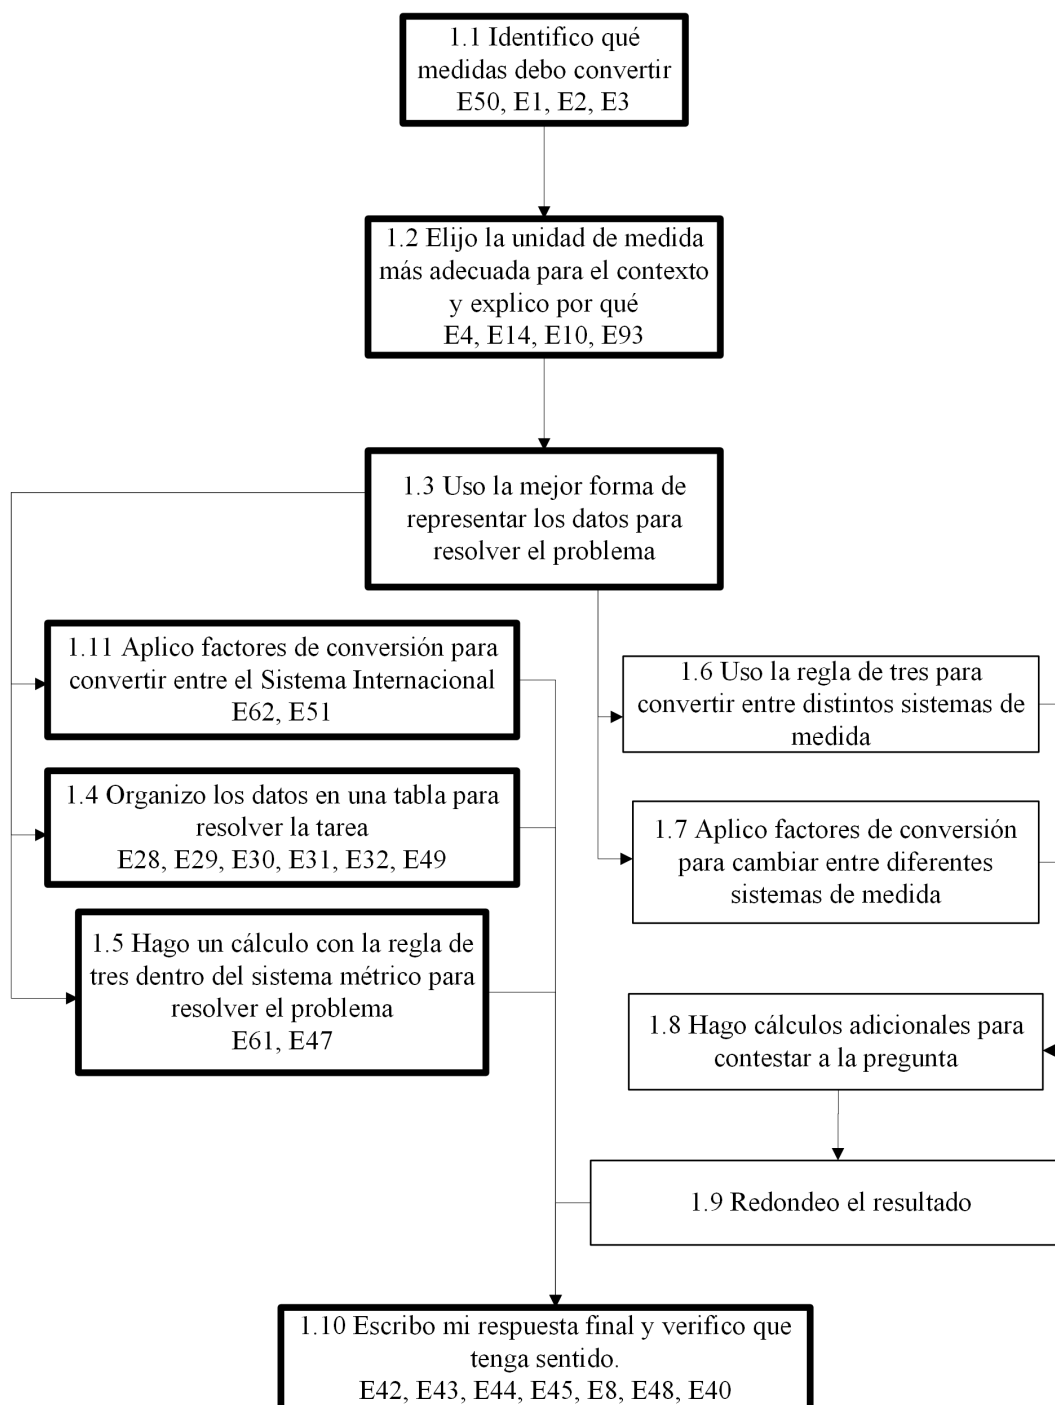 1.1 Identifico qué
medidas debo convertir
E50, E1, E2, E3
1.2 Elijo la unidad de medida
más adecuada para el contexto
y explico por qué
E4, E14, E10, E93
1.3 Uso la mejor forma de
representar los datos para
resolver el problema
1.11 Aplico factores de conversión para
convertir entre el Sistema Internacional
E62, E51
1.4 Organizo los datos en una tabla para
resolver la tarea
E28, E29, E30, E31, E32, E49
1.5 Hago un cálculo con la regla de
tres dentro del sistema métrico para
resolver el problema
E61, E47
1.6 Uso la regla de tres para
convertir entre distintos sistemas de
medida
1.7 Aplico factores de conversión
para cambiar entre diferentes
sistemas de medida
1.8 Hago cálculos adicionales para
contestar a la pregunta
1.9 Redondeo el resultado
1.10 Escribo mi respuesta final y verifico que
tenga sentido.
E42, E43, E44, E45, E8, E48, E40